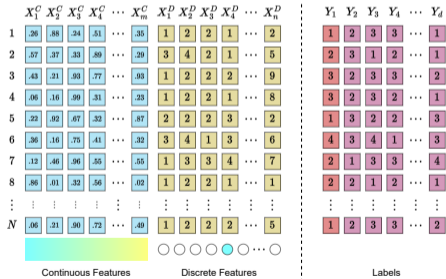 X_1^C X_2^C X_3^C X_4^C ⋯ X_m^C X_1^D X_2^D X_3^D X_4^D ⋯ X_n^D Y_1 Y_2 Y_3 Y_4 ⋯ Y_d
1 .26 .88 .24 .51 ⋯ .35 1 2 2 1 ⋯ 2 1 2 3 3 ⋯ 1
2 .57 .37 .33 .89 ⋯ .29 3 4 2 1 ⋯ 5 2 3 1 2 ⋯ 1
3 .43 .21 .93 .77 ⋯ .93 1 2 2 2 ⋯ 9 3 2 3 3 ⋯ 2
4 .06 .16 .99 .31 ⋯ .23 1 2 2 1 ⋯ 8 3 2 3 2 ⋯ 1
5 .22 .92 .67 .32 ⋯ .87 2 2 2 3 ⋯ 2 1 3 2 2 ⋯ 3
6 .36 .16 .75 .41 ⋯ .32 3 4 1 3 ⋯ 6 4 3 4 1 ⋯ 3
7 .12 .46 .96 .55 ⋯ .55 1 3 3 4 ⋯ 7 2 1 3 3 ⋯ 4
8 .86 .01 .32 .56 ⋯ .02 1 2 2 1 ⋯ 1 2 2 1 2 ⋯ 1
⋮ ⋮ ⋮ ⋮ ⋮ ⋮ ⋮ ⋮ ⋮ ⋮ ⋮ ⋮ ⋮ ⋮ ⋮ ⋮ ⋮ ⋮ ⋮
N .06 .21 .90 .72 ⋯ .49 1 2 2 2 ⋯ 5 1 2 3 3 ⋯ 2
Continuous Features Discrete Features Labels